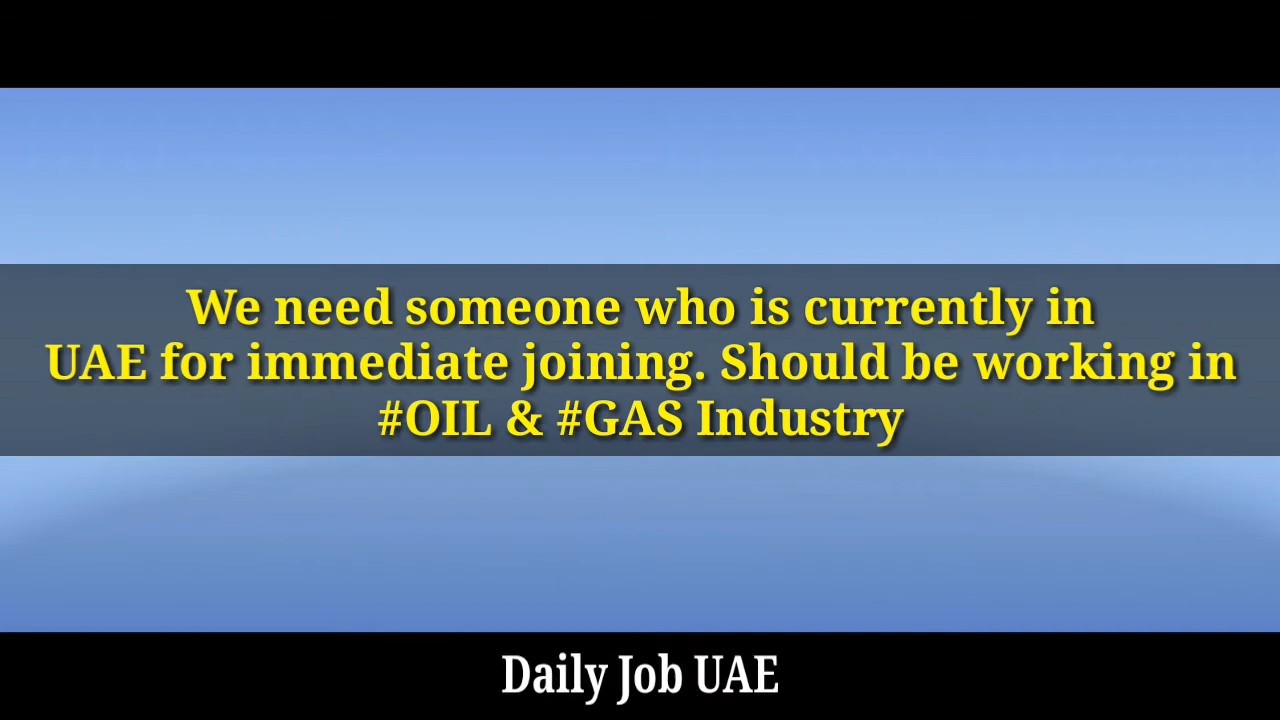 We need someone who is currently in
UAE for immediate joining. Should be working in
#OIL & #GAS Industry
Daily Job UAE